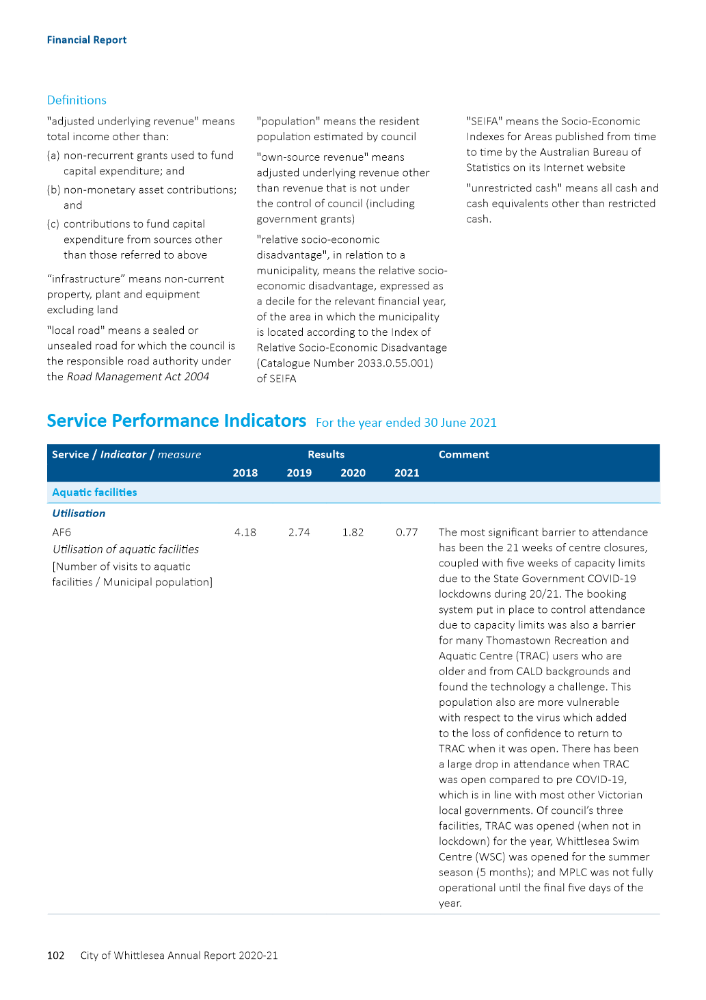 Financial Report
Definitions
"adjusted underlying revenue" means
total income other than:
(a) non-recurrent grants used to fund
capital expenditure; and
(b) non-monetary asset contributions;
and
(c) contributions to fund capital
expenditure from sources other
than those referred to above
“infrastructure” means non-current
property, plant and equipment
excluding land
"local road" means a sealed or
unsealed road for which the council is
the responsible road authority under
the Road Management Act 2004
"population" means the resident
population estimated by council
"own-source revenue" means
adjusted underlying revenue other
than revenue that is not under
the control of council (including
government grants)
"relative socio-economic
disadvantage", in relation to a
municipality, means the relative socio-
economic disadvantage, expressed as
a decile for the relevant financial year,
of the area in which the municipality
is located according to the Index of
Relative Socio-Economic Disadvantage
(Catalogue Number 2033.0.55.001)
of SEIFA
"SEIFA" means the Socio-Economic
Indexes for Areas published from time
to time by the Australian Bureau of
Statistics on its Internet website
"unrestricted cash" means all cash and
cash equivalents other than restricted
cash.
Service Performance Indicators For the year ended 30 June 2021
Service / Indicator / measure Results Comment
2018 2019 2020 2021
Aquatic facilities
Utilisation
AF6 4.18 2.74 1.82 0.77
Utilisation of aquatic facilities
[Number of visits to aquatic
facilities / Municipal population]
The most significant barrier to attendance
has been the 21 weeks of centre closures,
coupled with five weeks of capacity limits
due to the State Government COVID-19
lockdowns during 20/21. The booking
system put in place to control attendance
due to capacity limits was also a barrier
for many Thomastown Recreation and
Aquatic Centre (TRAC) users who are
older and from CALD backgrounds and
found the technology a challenge. This
population also are more vulnerable
with respect to the virus which added
to the loss of confidence to return to
TRAC when it was open. There has been
a large drop in attendance when TRAC
was open compared to pre COVID-19,
which is in line with most other Victorian
local governments. Of council’s three
facilities, TRAC was opened (when not in
lockdown) for the year, Whittlesea Swim
Centre (WSC) was opened for the summer
season (5 months); and MPLC was not fully
operational until the final five days of the
year.
102 City of Whittlesea Annual Report 2020-21